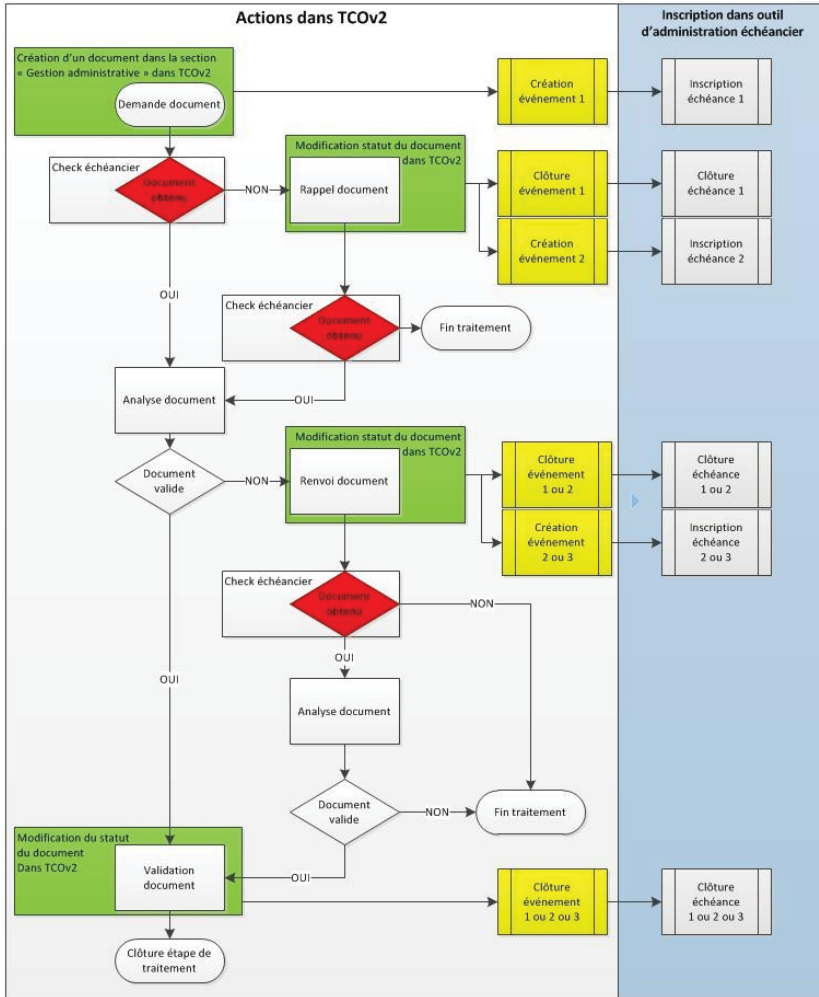 Actions dans TCOv2
Inscription dans outil
d'administration échéancier
Création d'un document dans la section
« Gestion administrative » dans TCOv2
Demande document
Création
événement 1
Inscription
échéance 1
Check échéancier
Document
obtenu
NON
Modification statut du document
dans TCOv2
Rappel document
Clôture
événement 1
Clôture
échéance 1
Création
événement 2
Inscription
échéance 2
OUI
Check échéancier
Document
obtenu
Fin traitement
Analyse document
OUI
Document
valide
NON
Modification statut du document
dans TCOv2
Renvoi document
Clôture
événement
1 ou 2
Clôture
échéance
1 ou 2
Création
événement
2 ou 3
Inscription
échéance
2 ou 3
Check échéancier
Document
obtenu
NON
OUI
OUI
Analyse document
Document
valide
NON
Fin traitement
Modification du statut
du document
Dans TCOv2
Validation
document
OUI
Clôture
événement
1 ou 2 ou 3
Clôture
échéance
1 ou 2 ou 3
Clôture étape de
traitement